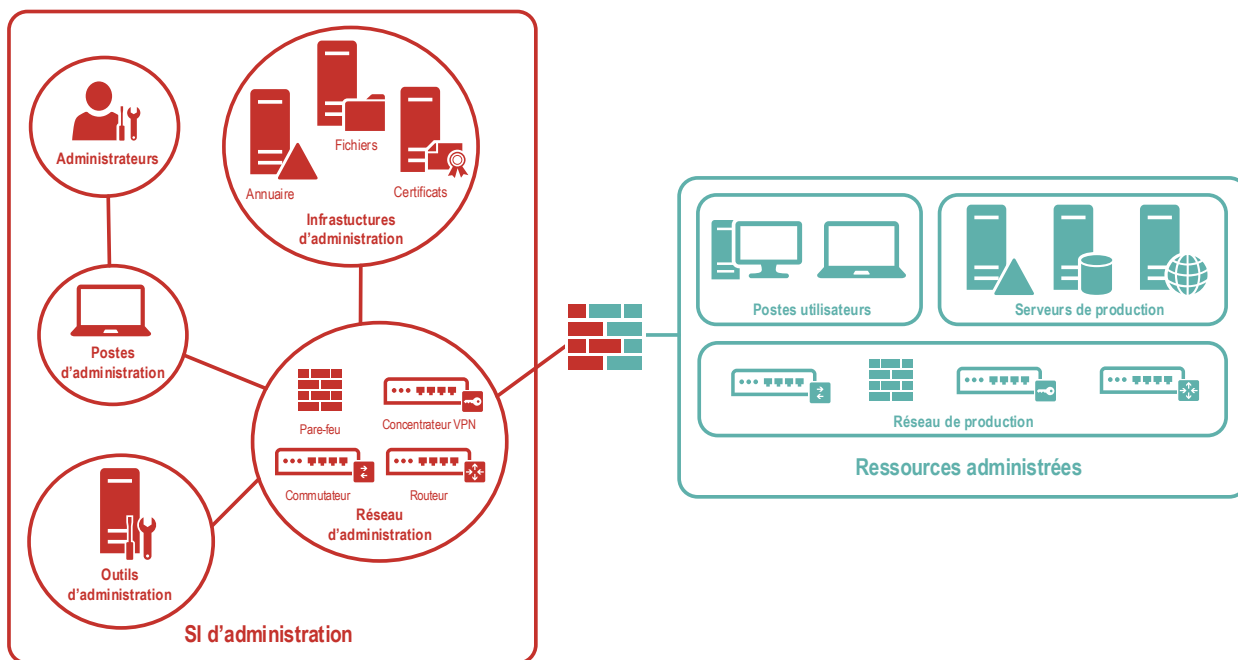 Administrateurs
Annuaire
Fichiers
Certificats
Infrastuctures
d'administration
Postes
d'administration
Pare-feu
Concentrateur VPN
Commutateur
Routeur
Réseau
d'administration
Outils
d'administration
SI d'administration
Postes utilisateurs
Serveurs de production
Réseau de production
Ressources administrées